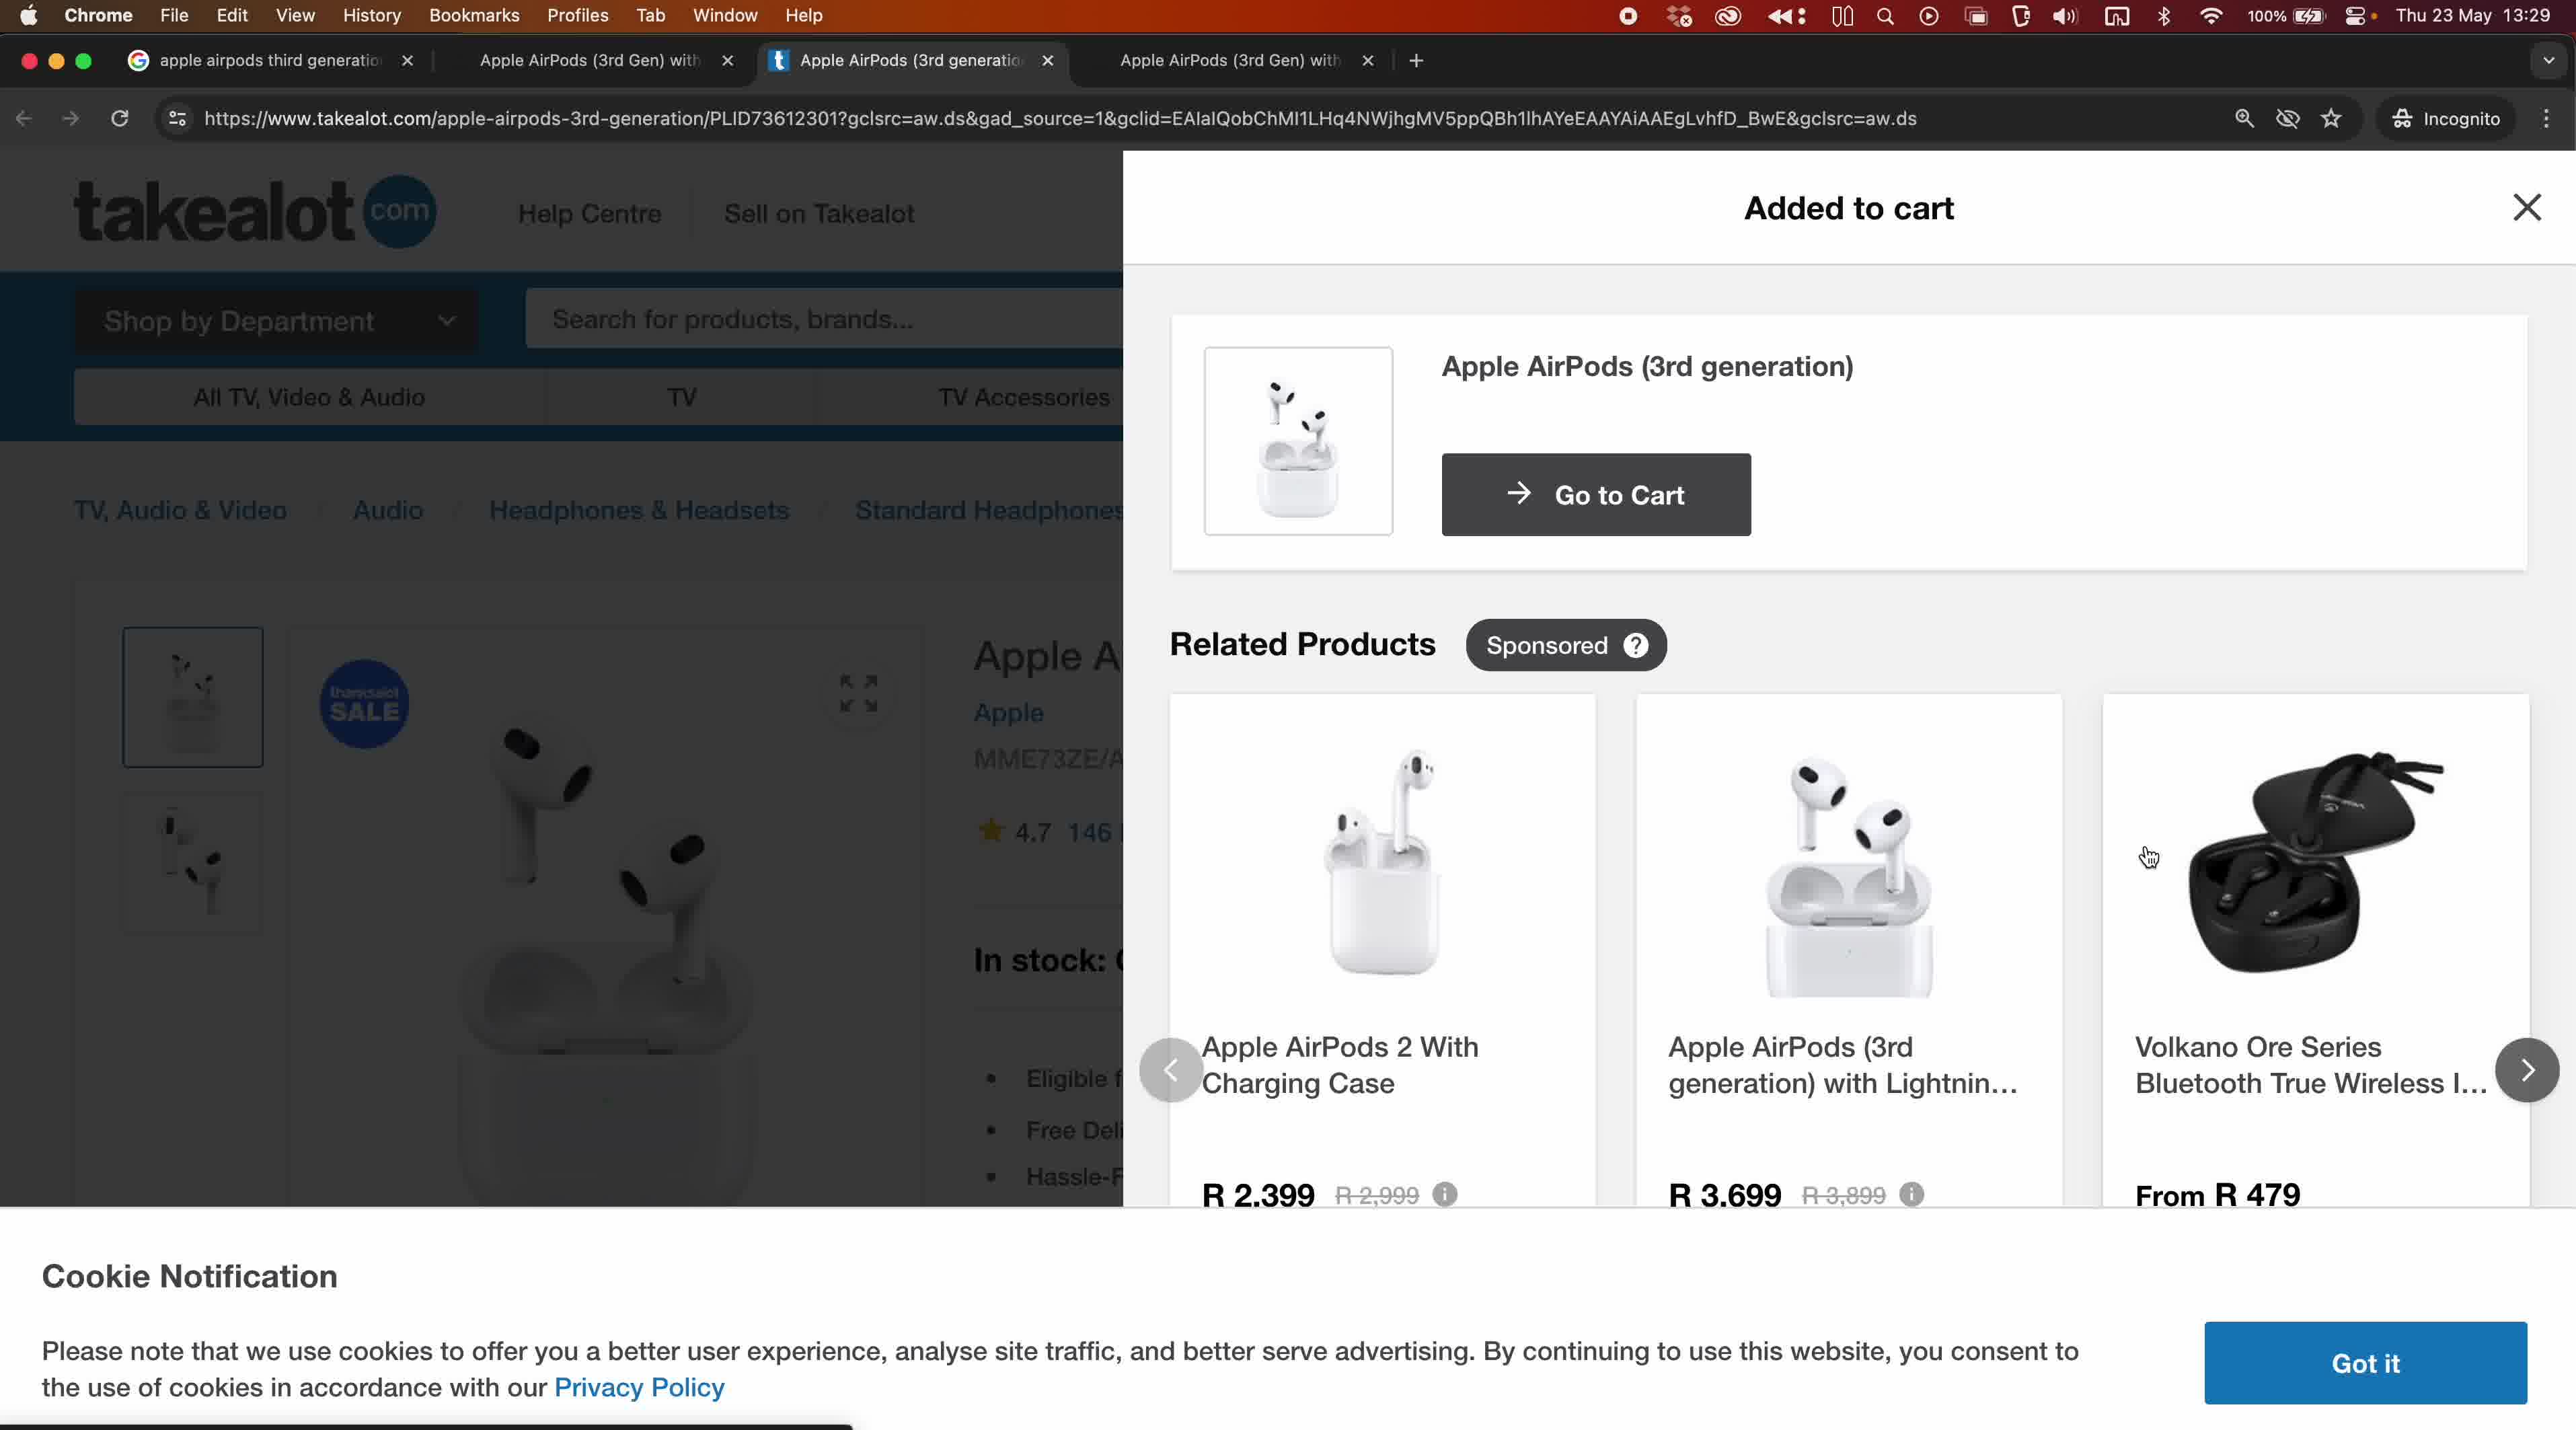 Chrome File Edit View History Bookmarks Profiles Tab Window Help 100% Thu 23 May 13:29
apple airpods third generatio Apple AirPods (3rd Gen) with Apple AirPods (3rd generatio Apple AirPods (3rd Gen) with
https://www.takealot.com/apple-airpods-3rd-generation/PLID73612301?gclsrc=aw.ds&gad_source=1&gclid=EAIaIQobChMI1LHq4NWjhgMV5ppQBh1lhAYeEAAYAiAAEgLvhfD_BwE&gclsrc=aw.ds Incognito
takealot com Help Centre Sell on Takealot
Added to cart
Shop by Department Search for products, brands...
All TV, Video & Audio TV TV Accessories
Apple AirPods (3rd generation)
Go to Cart
TV, Audio & Video / Audio / Headphones & Headsets / Standard Headphones
Related Products Sponsored ?
thanksalot
SALE
Apple A
Apple
MME73ZE/A
4.7 146
In stock:
Eligible f
Free Deli
Hassle-F
Apple AirPods 2 With
Charging Case
R 2,399 R 2,999
Apple AirPods (3rd
generation) with Lightnin...
R 3,699 R 3,899
Volkano Ore Series
Bluetooth True Wireless I...
From R 479
Cookie Notification
Please note that we use cookies to offer you a better user experience, analyse site traffic, and better serve advertising. By continuing to use this website, you consent to
the use of cookies in accordance with our Privacy Policy
Got it